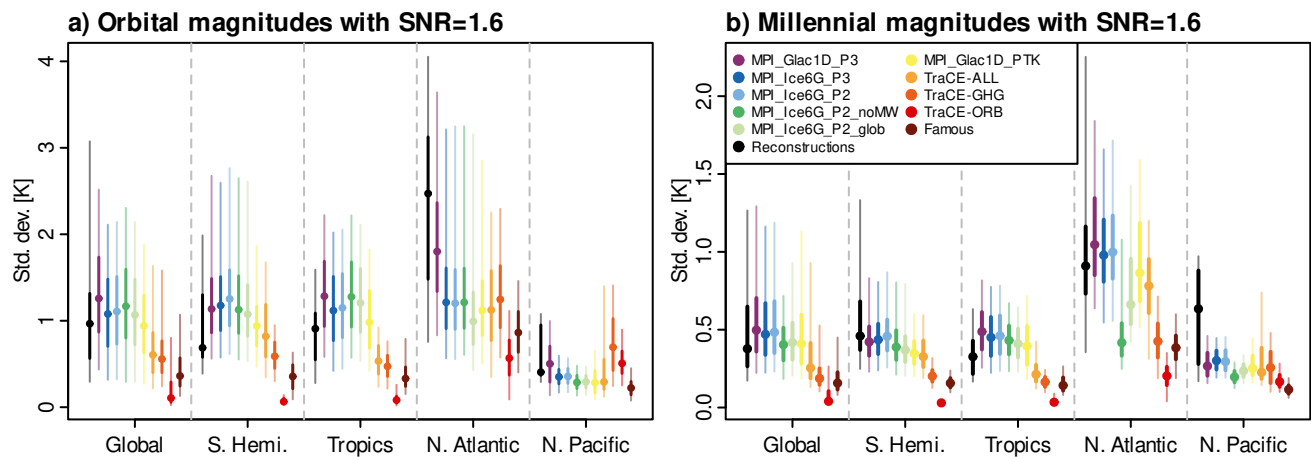 a) Orbital magnitudes with SNR=1.6
Std. dev. [K]
4
3
2
1
0
Global S. Hemi. Tropics N. Atlantic N. Pacific
b) Millennial magnitudes with SNR=1.6
Std. dev. [K]
2.0
1.5
1.0
0.5
0.0
MPI_Glac1D_P3 MPI_Glac1D_PTK
MPI_Ice6G_P3 TraCE-ALL
MPI_Ice6G_P2 TraCE-GHG
MPI_Ice6G_P2_noMW TraCE-ORB
MPI_Ice6G_P2_glob Famous
Reconstructions
Global S. Hemi. Tropics N. Atlantic N. Pacific